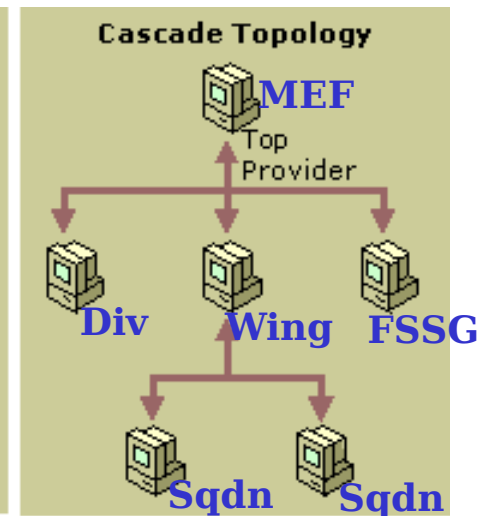 Cascade Topology
MEF
Top
Provider
Div
Wing
FSSG
Sqdn
Sqdn